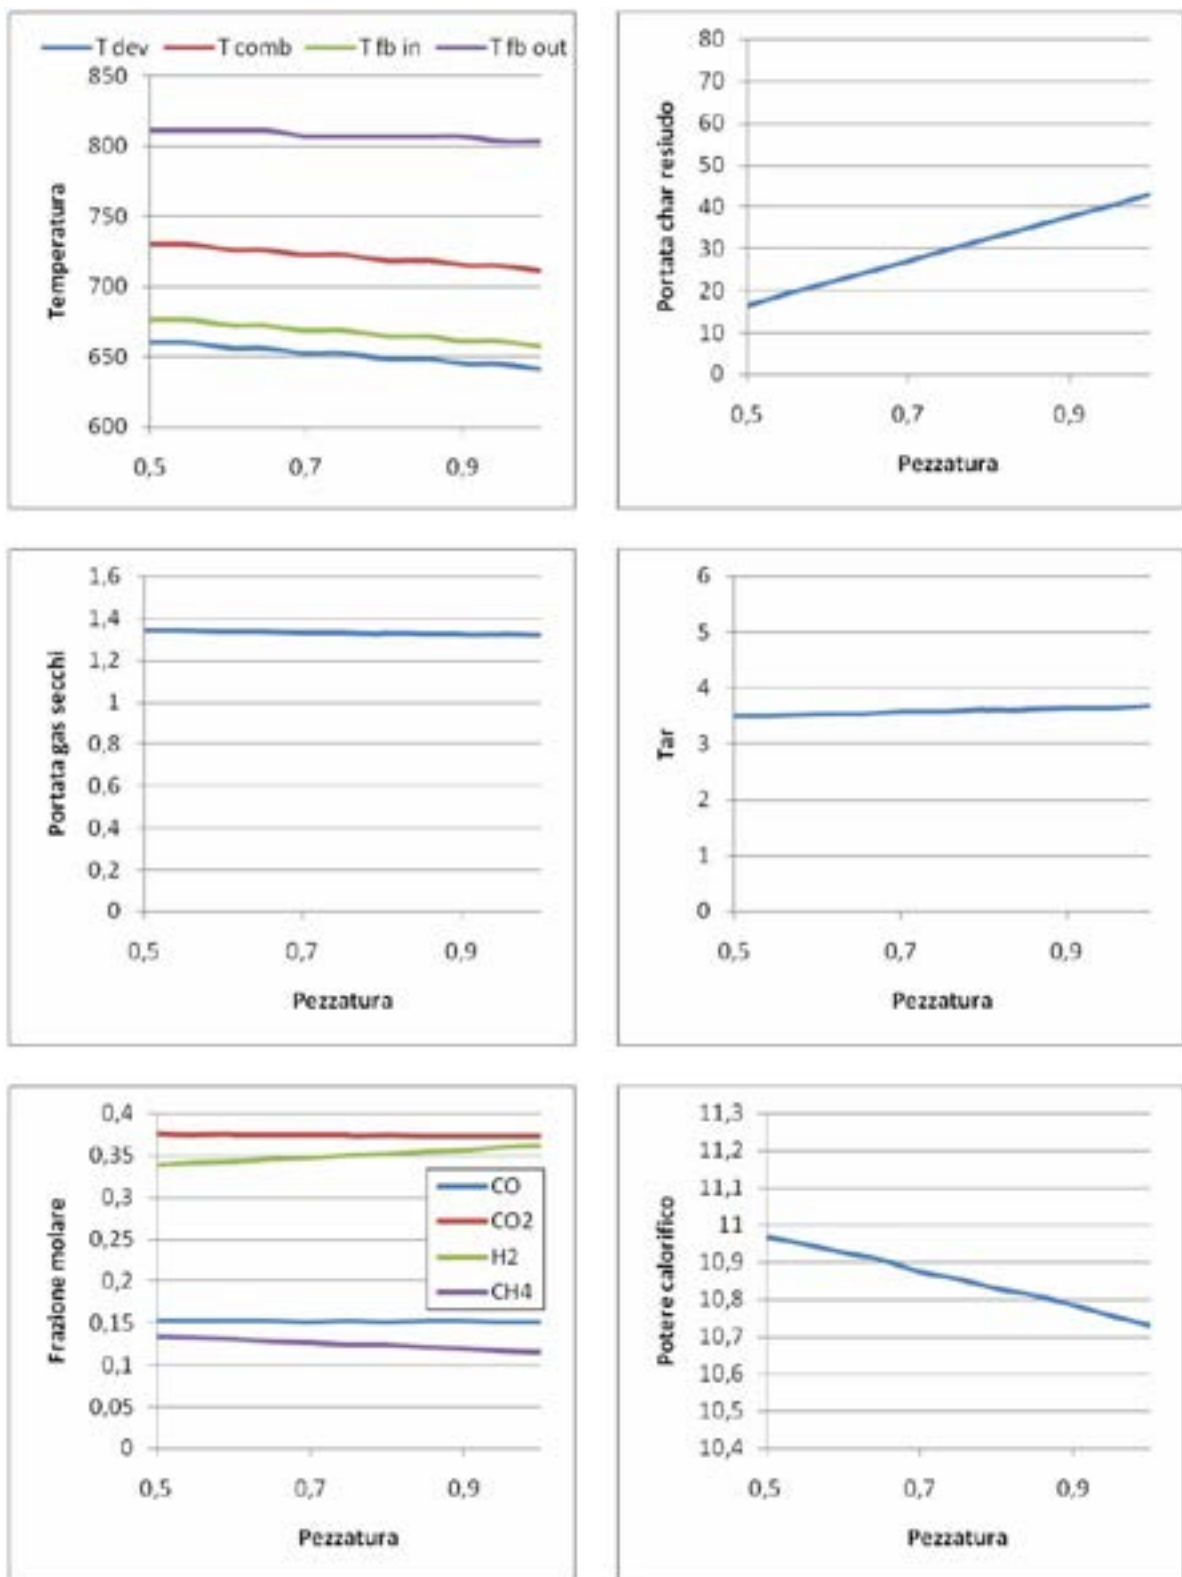 T dev T comb T fb in T fb out
850
800
750
700
650
600
Temperatura
0,5 0,7 0,9
80
70
60
50
40
30
20
10
0
Portata char resiudo
0,5 0,7 0,9
Pezzatura
1,6
1,4
1,2
1
0,8
0,6
0,4
0,2
0
Portata gas secchi
0,5 0,7 0,9
Pezzatura
6
5
4
3
2
1
0
Tar
0,5 0,7 0,9
Pezzatura
0,4
0,35
0,3
0,25
0,2
0,15
0,1
0,05
0
Frazione molare
CO
CO2
H2
CH4
0,5 0,7 0,9
Pezzatura
11,3
11,2
11,1
11
10,9
10,8
10,7
10,6
10,5
10,4
Potere calorifico
0,5 0,7 0,9
Pezzatura